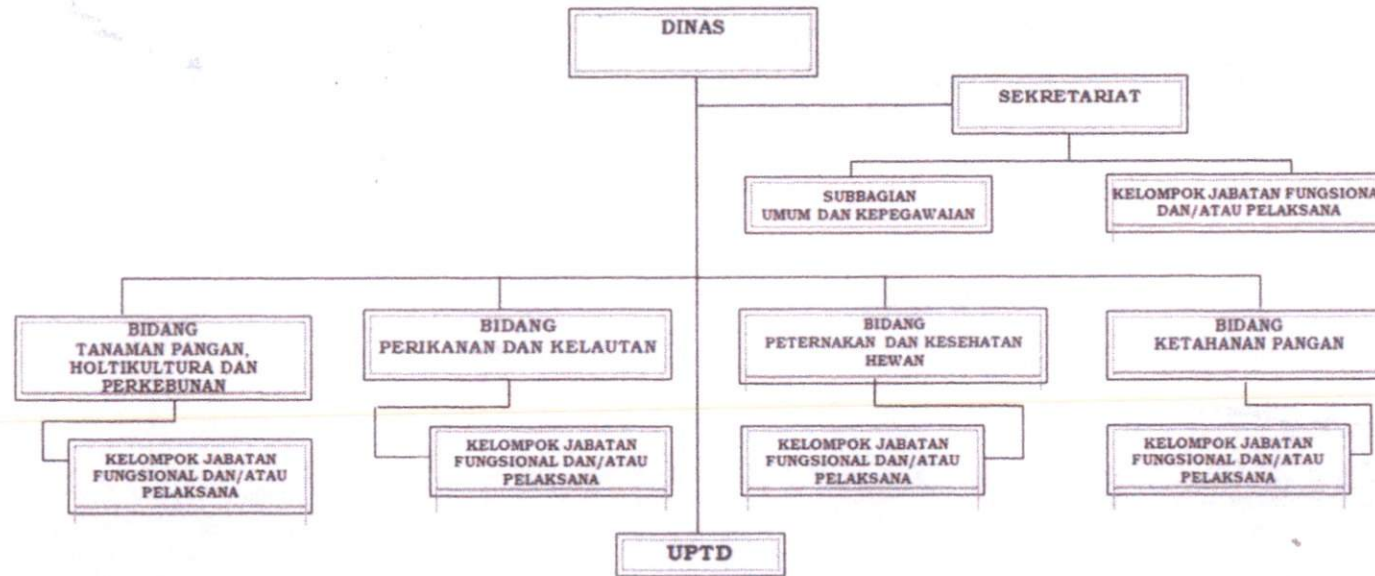 DINAS
SEKRETARIAT
SUBBAGIAN
UMUM DAN KEPEGAWAIAN
KELOMPOK JABATAN FUNGSIONA
DAN/ATAU PELAKSANA
BIDANG
TANAMAN PANGAN,
HOLTIKULTURA DAN
PERKEBUNAN
BIDANG
PERIKANAN DAN KELAUTAN
BIDANG
PETERNAKAN DAN KESEHATAN
HEWAN
BIDANG
KETAHANAN PANGAN
KELOMPOK JABATAN
FUNGSIONAL DAN/ATAU
PELAKSANA
KELOMPOK JABATAN
FUNGSIONAL DAN/ATAU
PELAKSANA
KELOMPOK JABATAN
FUNGSIONAL DAN/ATAU
PELAKSANA
KELOMPOK JABATAN
FUNGSIONAL DAN/ATAU
PELAKSANA
UPTD